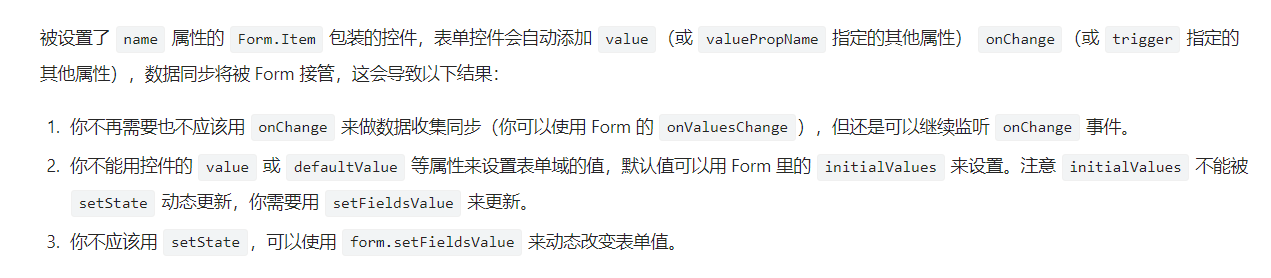 被设置了 name 属性的 Form.Item 包装的控件，表单控件会自动添加 value（或 valuePropName 指定的其他属性） onChange（或 trigger 指定的
其他属性），数据同步将被 Form 接管，这会导致以下结果：
1. 你不再需要也不应该用 onChange 来做数据收集同步（你可以使用 Form 的 onValuesChange），但还是可以继续监听 onChange 事件。
2. 你不能用控件的 value 或 defaultValue 等属性来设置表单域的值，默认值可以用 Form 里的 initialValues 来设置。注意 initialValues 不能被
setState 动态更新，你需要用 setFieldsValue 来更新。
3. 你不应该用 setState，可以使用 form.setFieldsValue 来动态改变表单值。